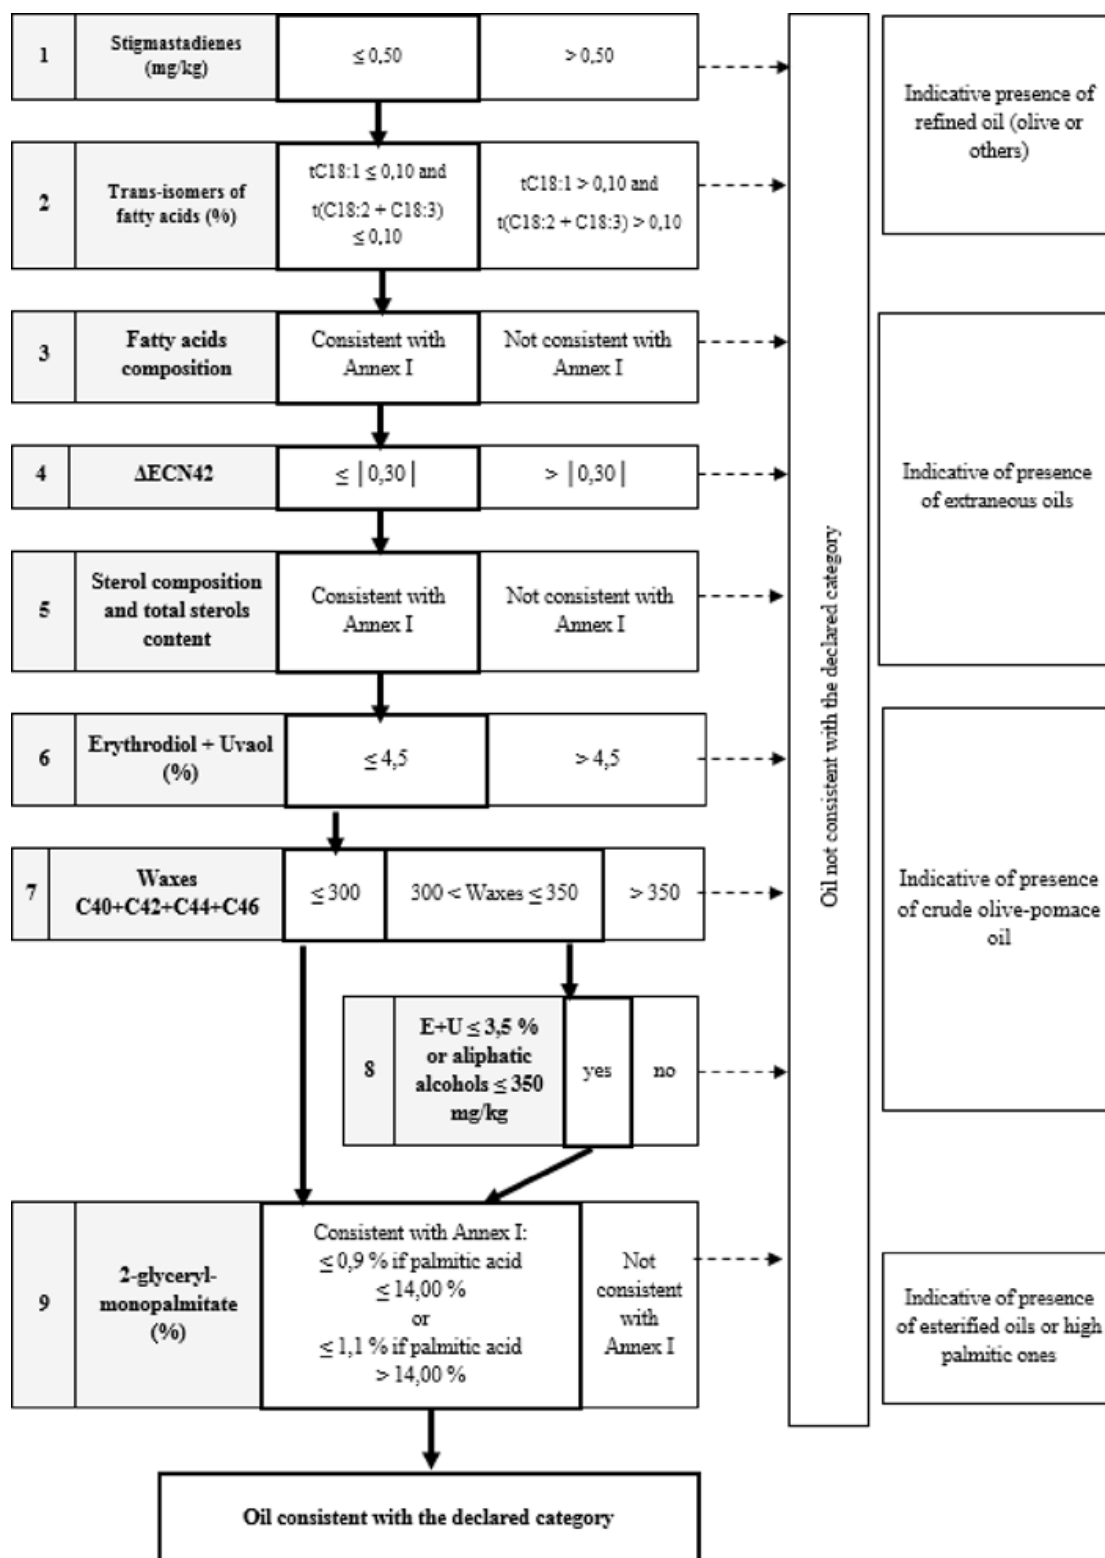 1
Stigmastadienes
(mg/kg)
≤ 0,50
> 0,50
2
Trans-isomers of
fatty acids (%)
tC18:1 ≤ 0,10 and
t(C18:2 + C18:3)
≤ 0,10
tC18:1 > 0,10 and
t(C18:2 + C18:3) > 0,10
3
Fatty acids
composition
Consistent with
Annex I
Not consistent with
Annex I
4
ΔECN42
≤ |0,30|
> |0,30|
5
Sterol composition
and total sterols
content
Consistent with
Annex I
Not consistent with
Annex I
6
Erythrodiol + Uvaol
(%)
≤ 4,5
> 4,5
7
Waxes
C40+C42+C44+C46
≤ 300
300 < Waxes ≤ 350
> 350
8
E+U ≤ 3,5 %
or aliphatic
alcohols ≤ 350
mg/kg
yes
no
9
2-glyceryl-
monopalmitate
(%)
Consistent with Annex I:
≤ 0,9 % if palmitic acid
≤ 14,00 %
or
≤ 1,1 % if palmitic acid
> 14,00 %
Not
consistent
with
Annex I
Oil consistent with the declared category
Oil not consistent with the declared category
Indicative presence of
refined oil (olive or
others)
Indicative of presence
of extraneous oils
Indicative of presence
of crude olive-pomace
oil
Indicative of presence
of esterified oils or high
palmitic ones